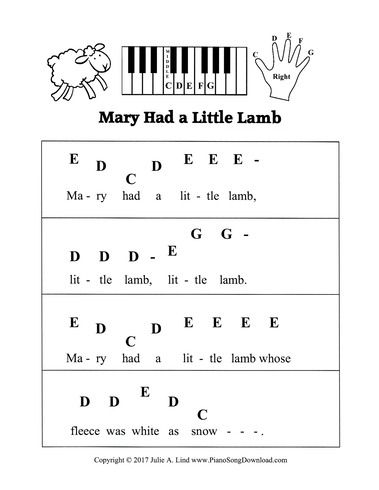 MIDDLE
C D E F G
C D E F G
Right
Mary Had a Little Lamb
E D C D E E E -
Ma - ry had a lit - tle lamb,
D D D - E G G -
lit - tle lamb, lit - tle lamb.
E D C D E E E E
Ma - ry had a lit - tle lamb whose
D D E D C
fleece was white as snow - - - .
Copyright © 2017 Julie A. Lind www.PianoSongDownload.com